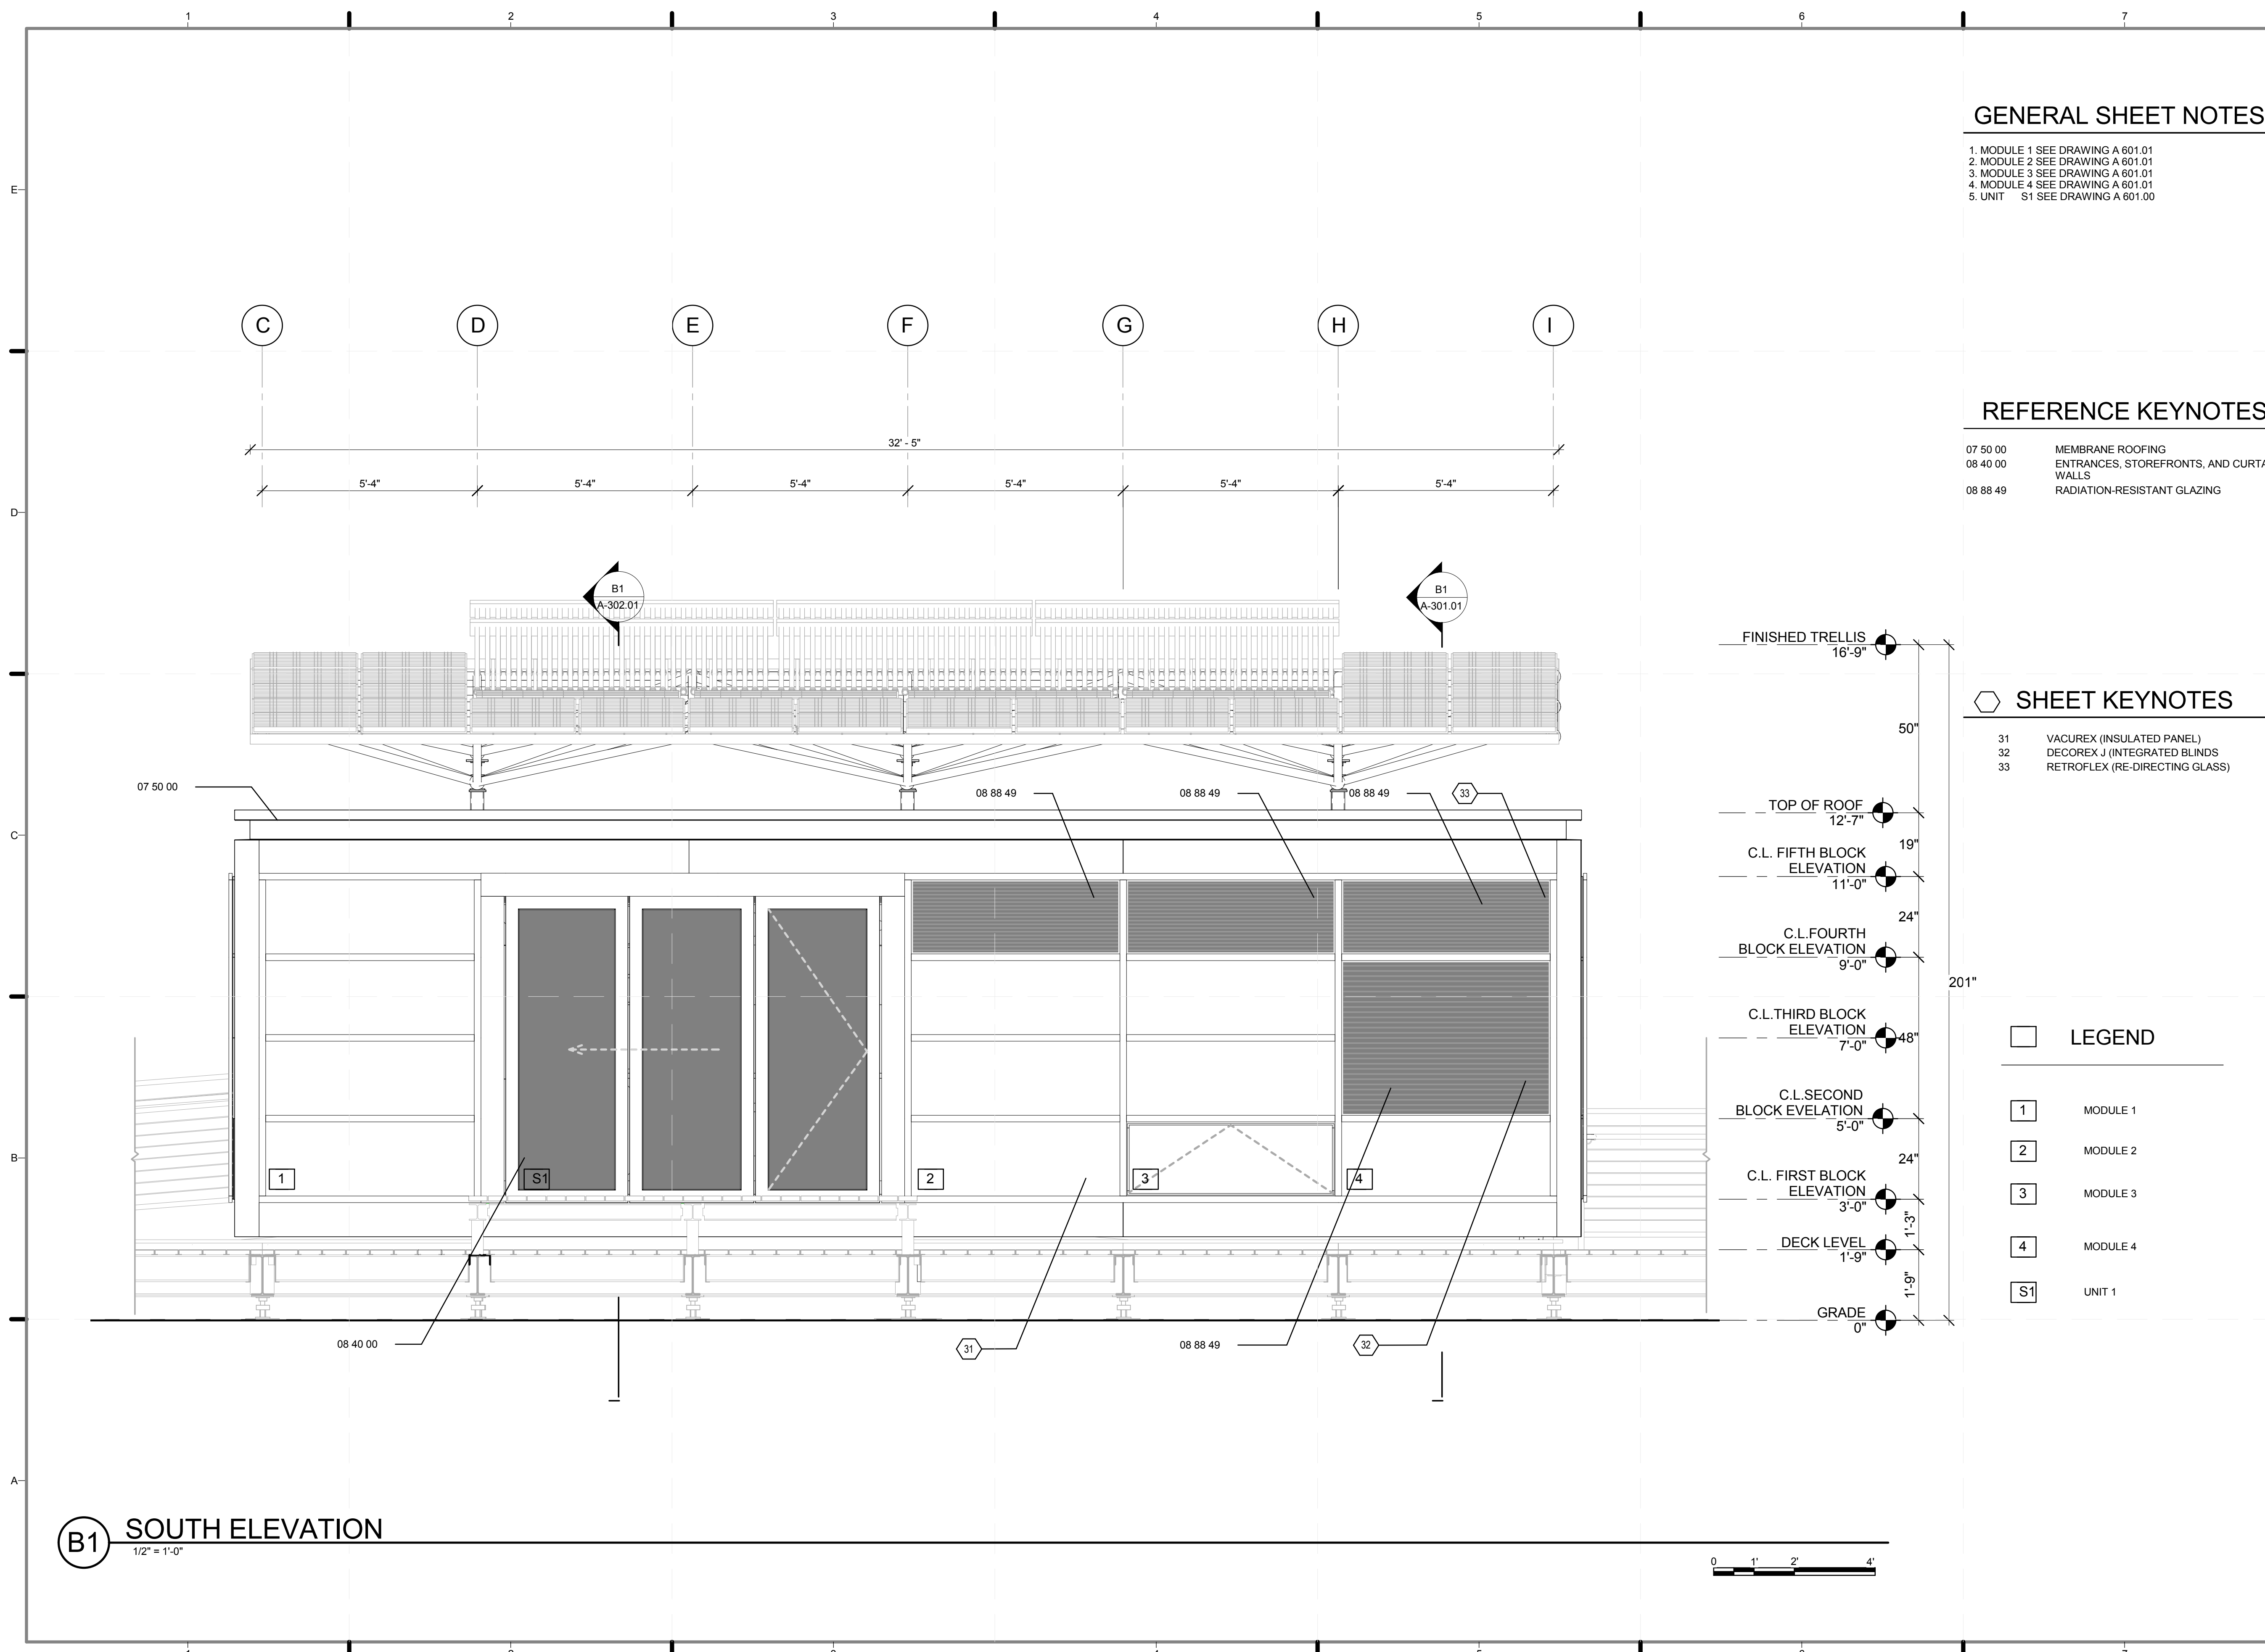 1 2 3 4 5 6 7
GENERAL SHEET NOTES
1. MODULE 1 SEE DRAWING A 601.01
2. MODULE 2 SEE DRAWING A 601.01
3. MODULE 3 SEE DRAWING A 601.01
4. MODULE 4 SEE DRAWING A 601.01
5. UNIT S1 SEE DRAWING A 601.00
E
C D E F G H I
REFERENCE KEYNOTES
32' - 5"
07 50 00 MEMBRANE ROOFING
08 40 00 ENTRANCES, STOREFRONTS, AND CURTA
WALLS
08 88 49 RADIATION-RESISTANT GLAZING
5'-4" 5'-4" 5'-4" 5'-4" 5'-4" 5'-4"
D
B1
A-302.01
B1
A-301.01
FINISHED TRELLIS
16'-9"
50"
SHEET KEYNOTES
31 VACUREX (INSULATED PANEL)
32 DECOREX J (INTEGRATED BLINDS
33 RETROFLEX (RE-DIRECTING GLASS)
07 50 00
08 88 49
08 88 49
08 88 49
33
TOP OF ROOF
12'-7"
19"
C
C.L. FIFTH BLOCK
ELEVATION
11'-0"
24"
C.L.FOURTH
BLOCK ELEVATION
9'-0"
201"
C.L.THIRD BLOCK
ELEVATION
7'-0"
48"
LEGEND
C.L.SECOND
BLOCK EVELATION
5'-0"
24"
1 MODULE 1
2 MODULE 2
3 MODULE 3
4 MODULE 4
S1 UNIT 1
B
1 S1 2 3 4
C.L. FIRST BLOCK
ELEVATION
3'-0"
1'-3"
DECK LEVEL
1'-9"
1'-9"
GRADE
0"
08 40 00
31
08 88 49
32
A
B1
SOUTH ELEVATION
1/2" = 1'-0"
0 1' 2' 4'